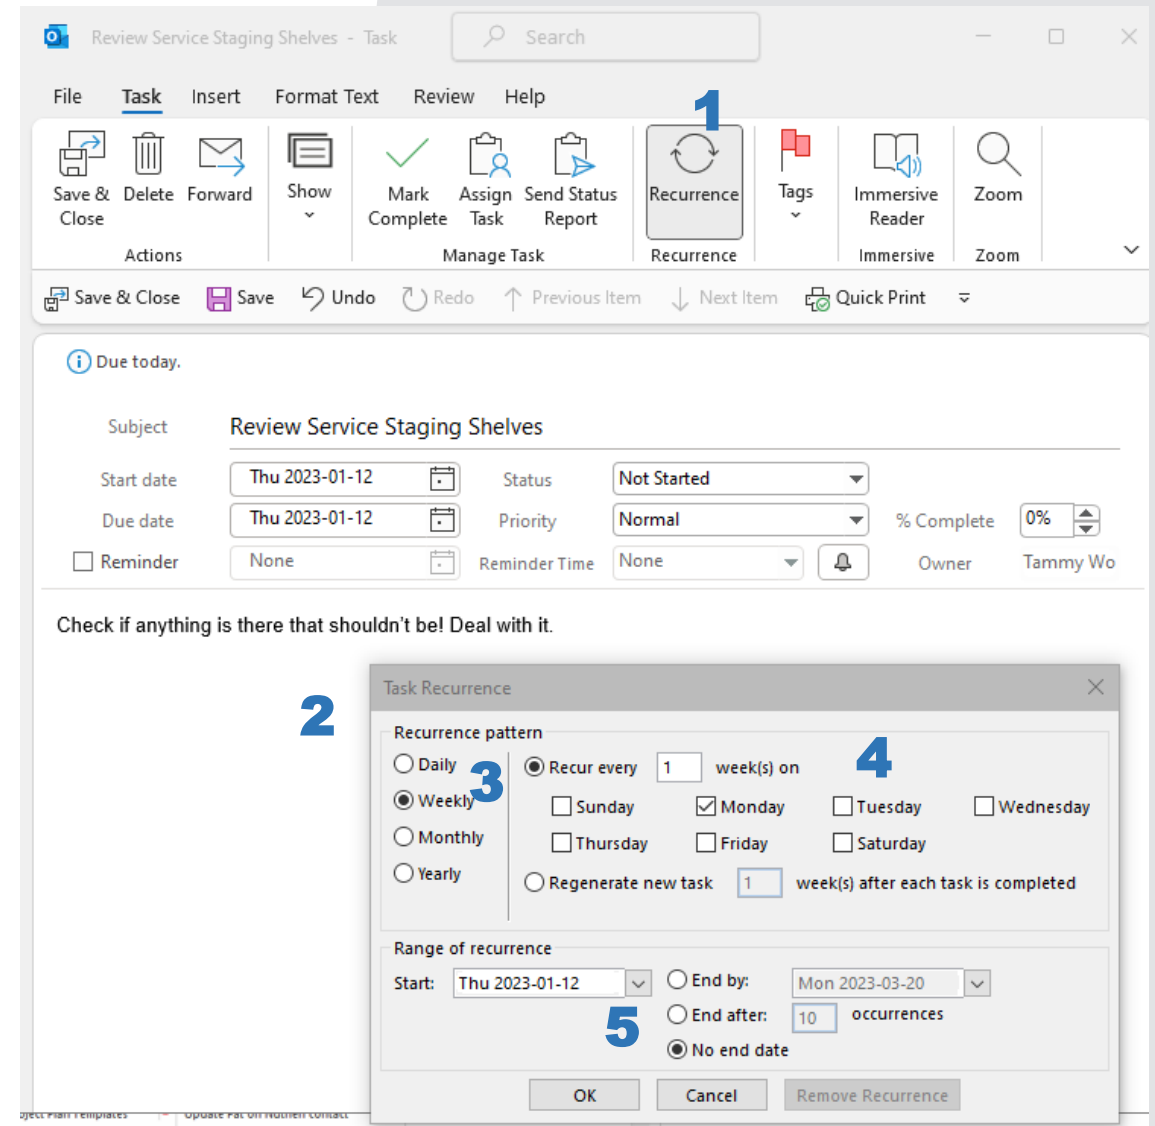 Review Service Staging Shelves - Task
Search
File Task Insert Format Text Review Help
1
Save & Close
Delete
Forward
Show
Mark Complete
Assign Task
Send Status Report
Recurrence
Tags
Immersive Reader
Zoom
Actions
Manage Task
Recurrence
Immersive
Zoom
Save & Close Save Undo Redo Previous Item Next Item Quick Print
Due today.
Subject Review Service Staging Shelves
Start date Thu 2023-01-12 Status Not Started
Due date Thu 2023-01-12 Priority Normal % Complete 0%
Reminder None Reminder Time None Owner Tammy Wo
Check if anything is there that shouldn't be! Deal with it.
2
Task Recurrence
Recurrence pattern
3
4
Daily
Weekly
Monthly
Yearly
Recur every 1 week(s) on
Sunday Monday Tuesday Wednesday
Thursday Friday Saturday
Regenerate new task 1 week(s) after each task is completed
Range of recurrence
Start: Thu 2023-01-12
5
End by: Mon 2023-03-20
End after: 10 occurrences
No end date
OK Cancel Remove Recurrence